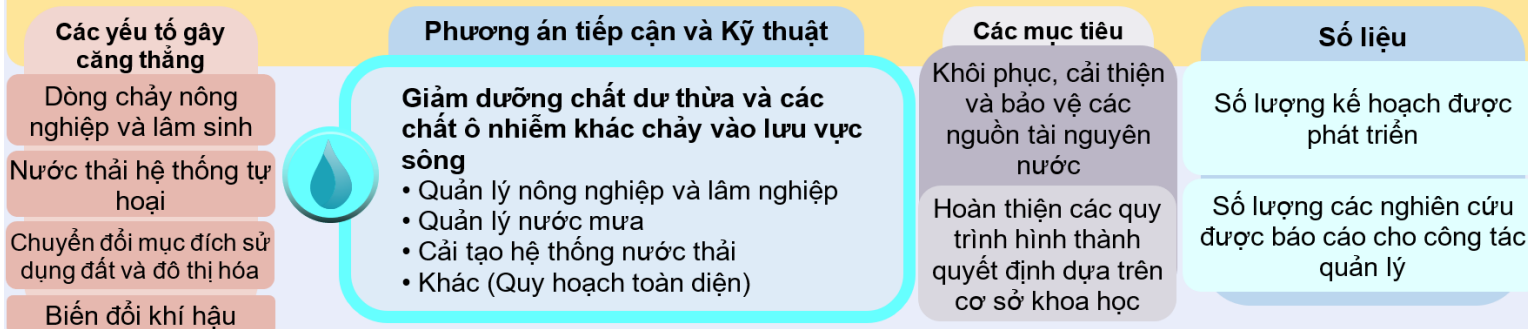 Các yếu tố gây
căng thẳng
Dòng chảy nông
nghiệp và lâm sinh
Nước thải hệ thống tự
hoại
Chuyển đổi mục đích sử
dụng đất và đô thị hóa
Biến đổi khí hậu
Phương án tiếp cận và Kỹ thuật
Giảm dưỡng chất dư thừa và các
chất ô nhiễm khác chảy vào lưu vực
sông
• Quản lý nông nghiệp và lâm nghiệp
• Quản lý nước mưa
• Cải tạo hệ thống nước thải
• Khác (Quy hoạch toàn diện)
Các mục tiêu
Khôi phục, cải thiện
và bảo vệ các
nguồn tài nguyên
nước
Hoàn thiện các quy
trình hình thành
quyết định dựa trên
cơ sở khoa học
Số liệu
Số lượng kế hoạch được
phát triển
Số lượng các nghiên cứu
được báo cáo cho công tác
quản lý